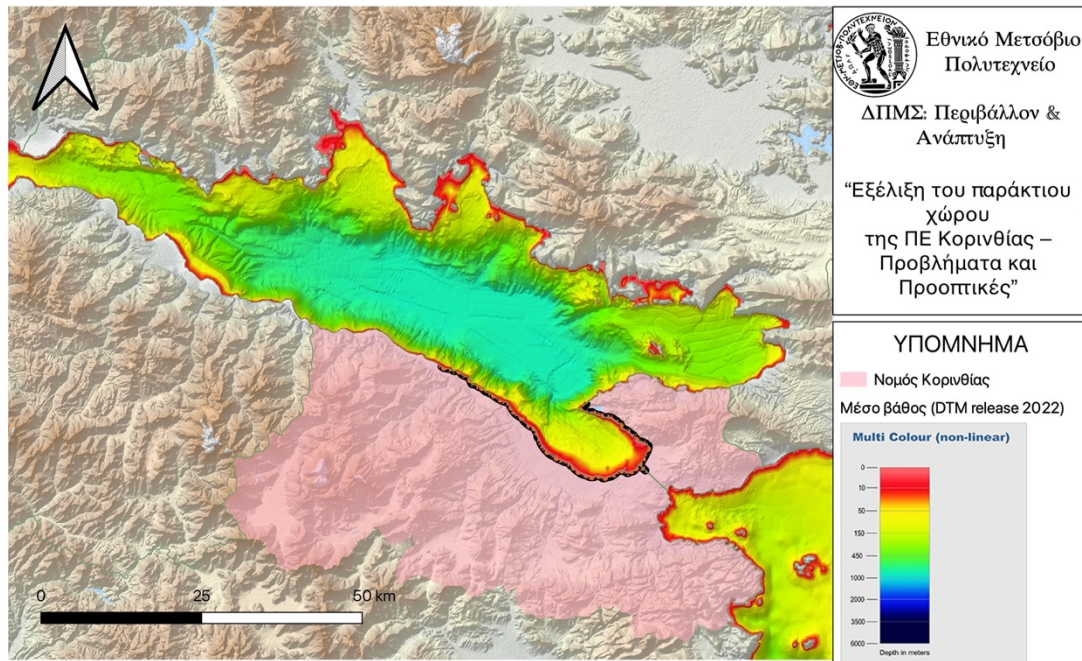 Εθνικό Μετσόβιο
Πολυτεχνείο
ΔΠΜΣ: Περιβάλλον &
Ανάπτυξη
“Εξέλιξη του παράκτιου
χώρου
της ΠΕ Κορινθίας –
Προβλήματα και
Προοπτικές”
ΥΠΟΜΝΗΜΑ
Νομός Κορινθίας
Μέσο βάθος (DTM release 2022)
Multi Colour (non-linear)
0
10
50
150
450
1000
2000
3500
6000
Depth in meters
0 25 50 km